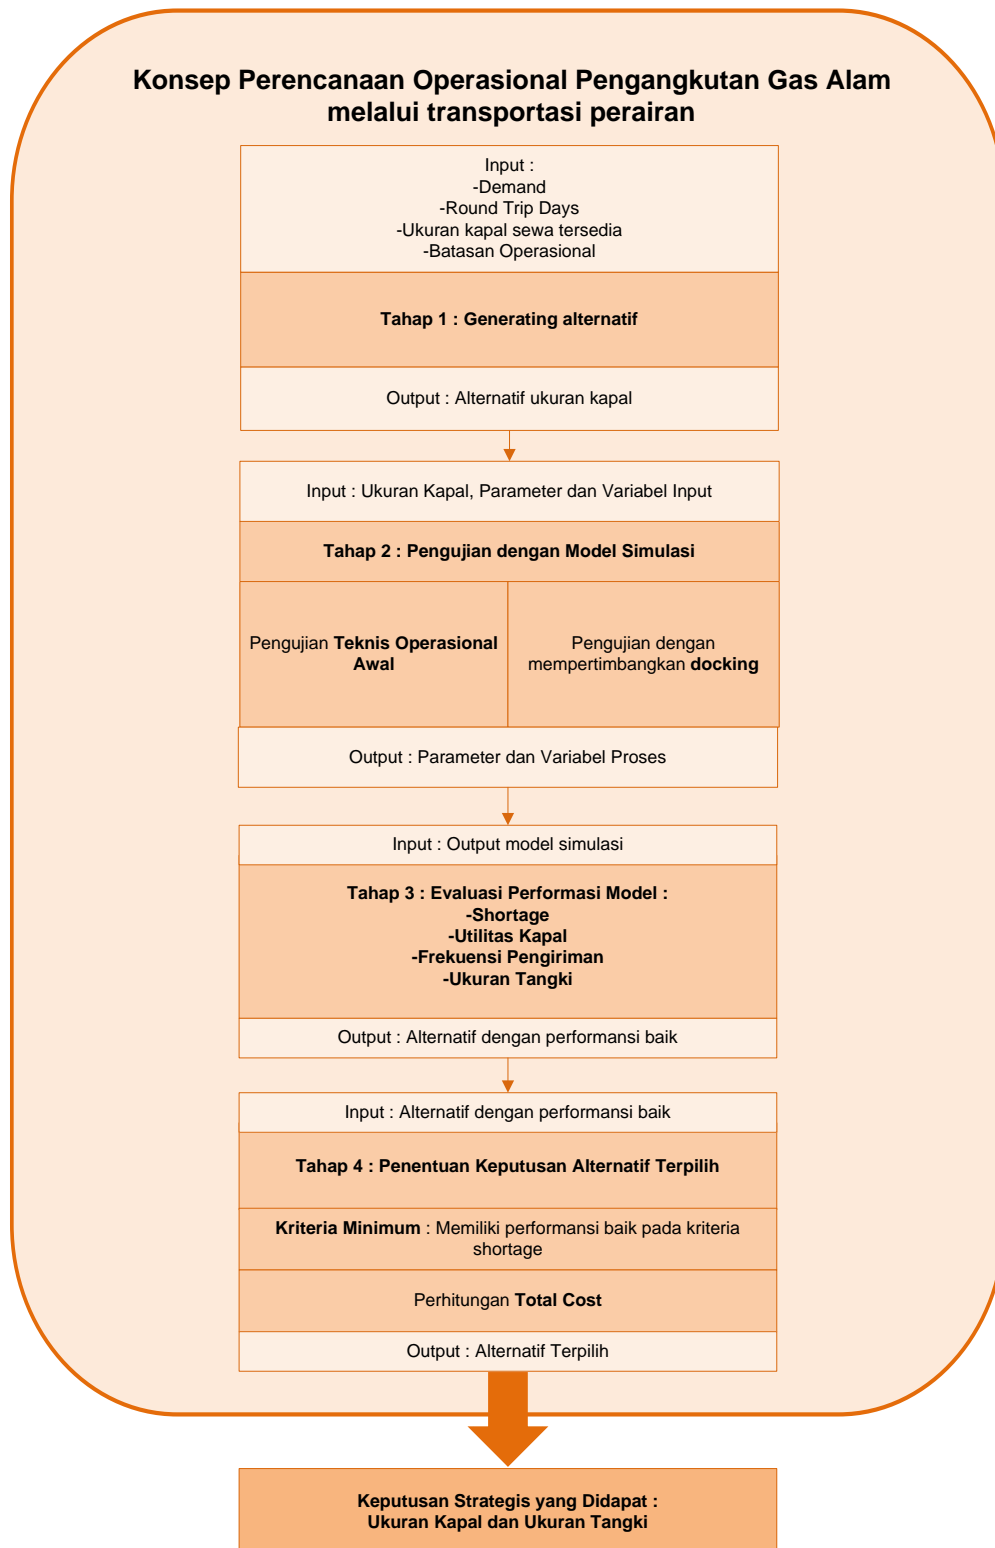 Konsep Perencanaan Operasional Pengangkutan Gas Alam
melalui transportasi perairan
Input :
-Demand
-Round Trip Days
-Ukuran kapal sewa tersedia
-Batasan Operasional
Tahap 1 : Generating alternatif
Output : Alternatif ukuran kapal
Input : Ukuran Kapal, Parameter dan Variabel Input
Tahap 2 : Pengujian dengan Model Simulasi
Pengujian Teknis Operasional
Awal
Pengujian dengan
mempertimbangkan docking
Output : Parameter dan Variabel Proses
Input : Output model simulasi
Tahap 3 : Evaluasi Performasi Model :
-Shortage
-Utilitas Kapal
-Frekuensi Pengiriman
-Ukuran Tangki
Output : Alternatif dengan performansi baik
Input : Alternatif dengan performansi baik
Tahap 4 : Penentuan Keputusan Alternatif Terpilih
Kriteria Minimum : Memiliki performansi baik pada kriteria
shortage
Perhitungan Total Cost
Output : Alternatif Terpilih
Keputusan Strategis yang Didapat :
Ukuran Kapal dan Ukuran Tangki